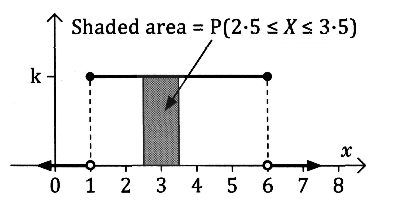 Shaded area = P(2·5 ≤ X ≤ 3·5)
k
x
0 1 2 3 4 5 6 7 8